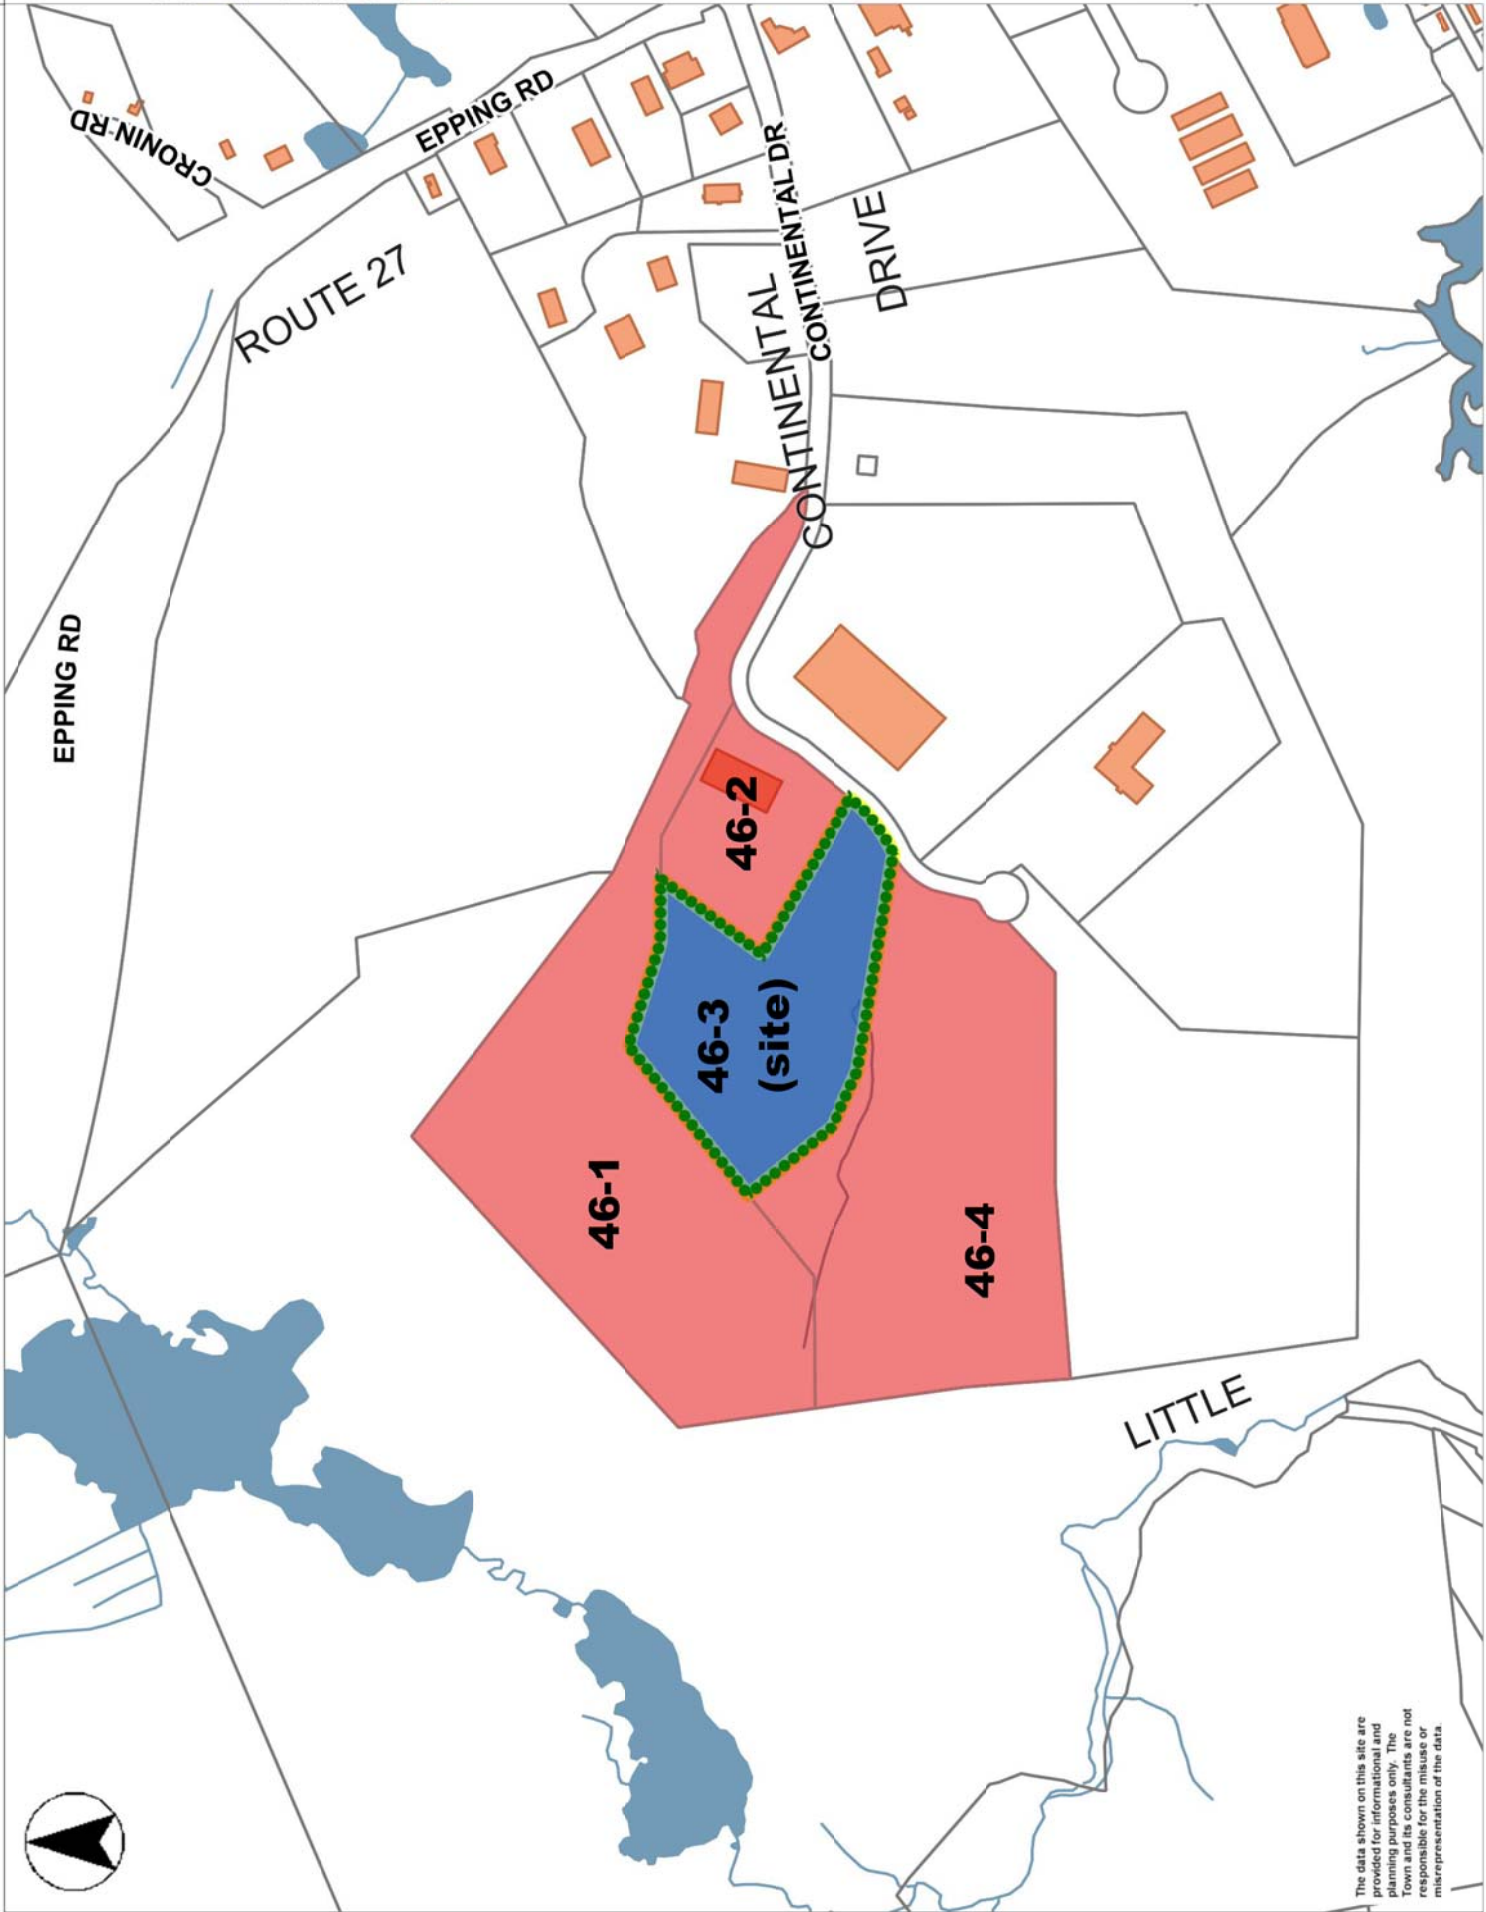 CRONIN RD
EPPING RD
ROUTE 27
CONTINENTAL DR
CONTINENTAL DR
CONTINENTAL
DRIVE
EPPING RD
46-2
46-3
(site)
46-1
46-4
LITTLE
The data shown on this site are
provided for informational and
planning purposes only. The
Town and its consultants are not
responsible for the misuse or
misrepresentation of the data.